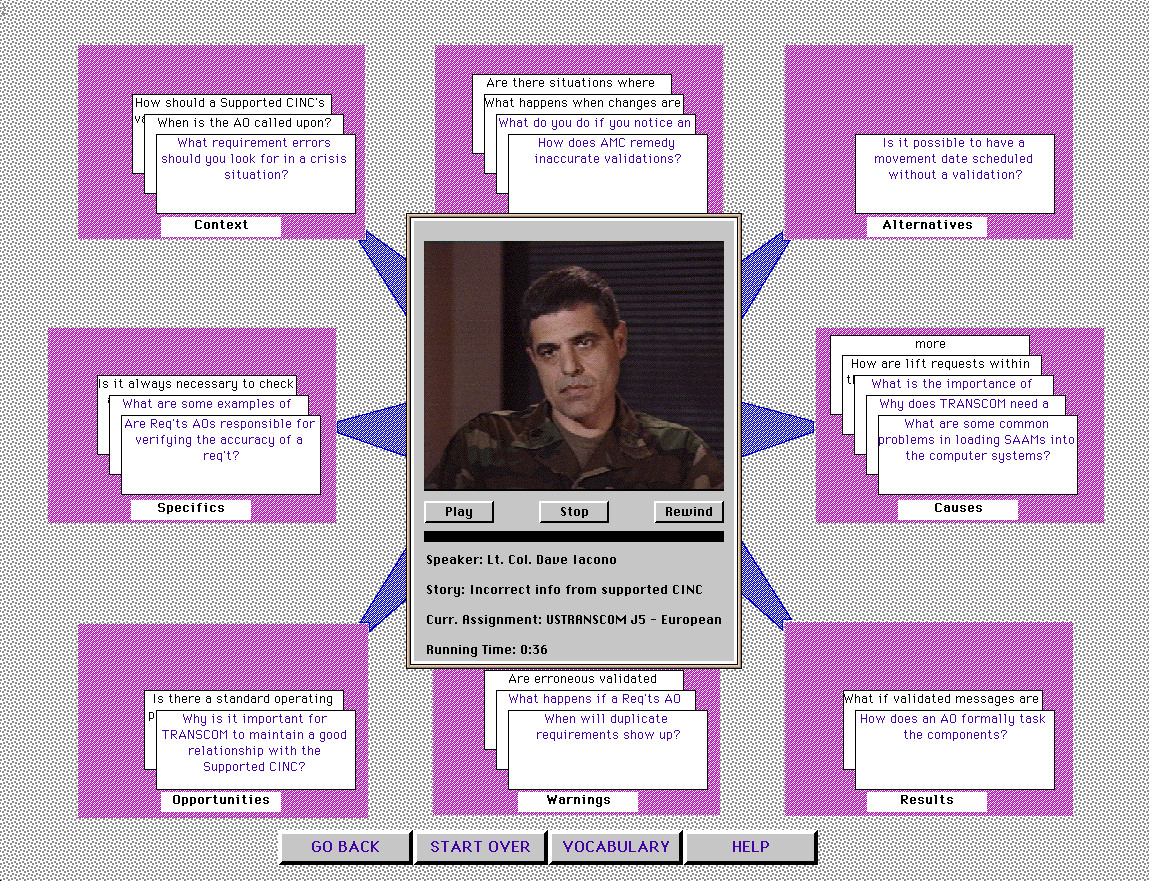 How should a Supported CINC's
When is the AO called upon?
What requirement errors
should you look for in a crisis
situation?
Context
Are there situations where
What happens when changes are
What do you do if you notice an
How does AMC remedy
inaccurate validations?
Is it possible to have a
movement date scheduled
without a validation?
Alternatives
Is it always necessary to check
What are some examples of
Are Req'ts AOs responsible for
verifying the accuracy of a
req't?
Specifics
more
How are lift requests within
What is the importance of
Why does TRANSCOM need a
What are some common
problems in loading SAAMs into
the computer systems?
Causes
Play
Stop
Rewind
Speaker: Lt. Col. Dave Iacono
Story: Incorrect info from supported CINC
Curr. Assignment: USTRANSCOM J5 - European
Running Time: 0:36
Is there a standard operating
Why is it important for
TRANSCOM to maintain a good
relationship with the
Supported CINC?
Opportunities
Are erroneous validated
What happens if a Req'ts AO
When will duplicate
requirements show up?
Warnings
What if validated messages are
How does an AO formally task
the components?
Results
GO BACK
START OVER
VOCABULARY
HELP